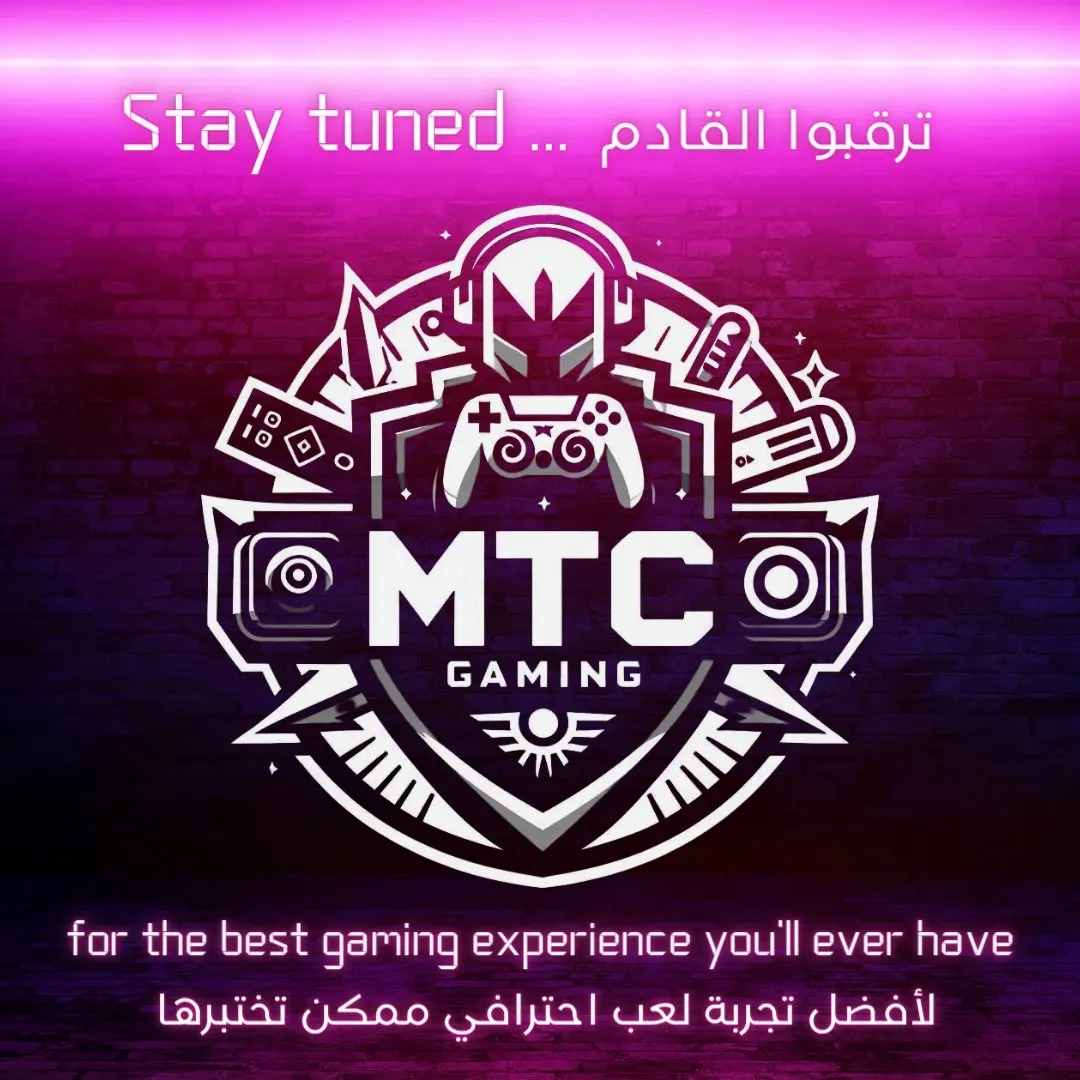 Stay tuned ... ترقبوا القادم
MTC
GAMING
for the best gaming experience you'll ever have
لأفضل تجربة لعب احترافي ممكن تختبرها